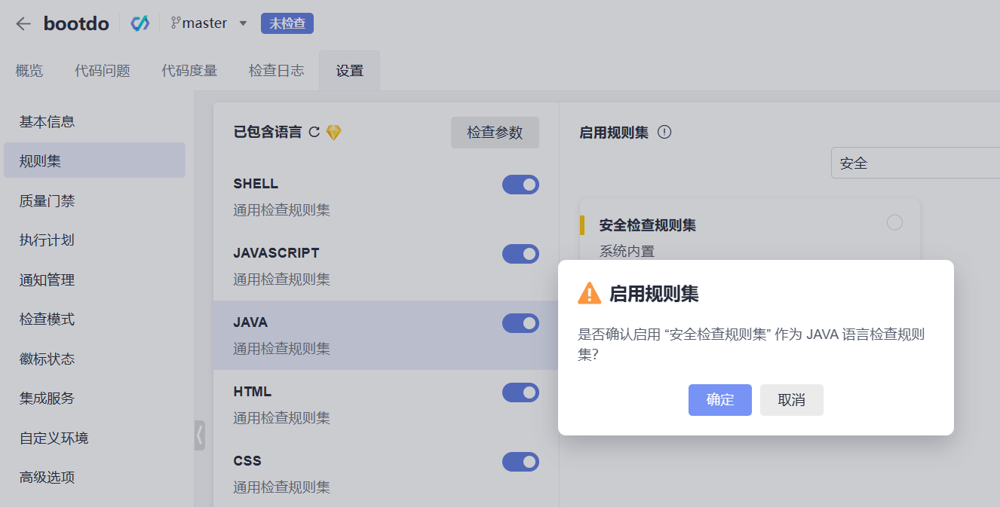 bootdo
master
未检查
概览
代码问题
代码度量
检查日志
设置
基本信息
规则集
质量门禁
执行计划
通知管理
检查模式
徽标状态
集成服务
自定义环境
高级选项
已包含语言
检查参数
SHELL
通用检查规则集
JAVASCRIPT
通用检查规则集
JAVA
通用检查规则集
HTML
通用检查规则集
CSS
通用检查规则集
启用规则集
安全
安全检查规则集
系统内置
启用规则集
是否确认启用 “安全检查规则集” 作为 JAVA 语言检查规则
集?
确定
取消